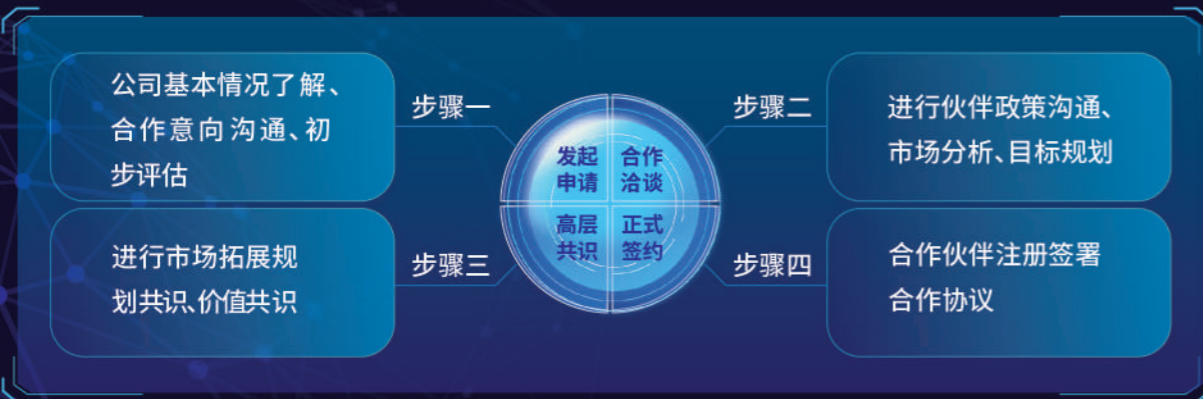 公司基本情况了解、
合作意向沟通、初
步评估
步骤一
发起
申请
合作
洽谈
步骤二
进行伙伴政策沟通、
市场分析、目标规划
进行市场拓展规
划共识、价值共识
步骤三
高层
共识
正式
签约
步骤四
合作伙伴注册签署
合作协议